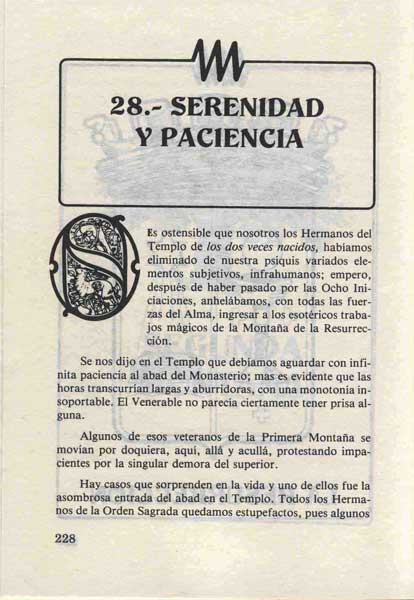 28.- SERENIDAD
Y PACIENCIA
Es ostensible que nosotros los Hermanos del
Templo de los dos veces nacidos, habíamos
eliminado de nuestra psiquis variados ele-
mentos subjetivos, infrahumanos; empero,
después de haber pasado por las Ocho Ini-
ciaciones, anhelábamos, con todas las fuer-
zas del Alma, ingresar a los esotéricos traba-
jos mágicos de la Montaña de la Resurrec-
ción.
Se nos dijo en el Templo que debíamos aguardar con infi-
nita paciencia al abad del Monasterio; mas es evidente que las
horas transcurrían largas y aburridoras, con una monotonía in-
soportable. El Venerable no parecía ciertamente tener prisa al-
guna.
Algunos de esos veteranos de la Primera Montaña se
movían por doquiera, aquí, allá y acullá, protestando impa-
cientes por la singular demora del superior.
Hay casos que sorprenden en la vida y uno de ellos fue la
asombrosa entrada del abad en el Templo. Todos los Herma-
nos de la Orden Sagrada quedamos estupefactos, pues algunos
228